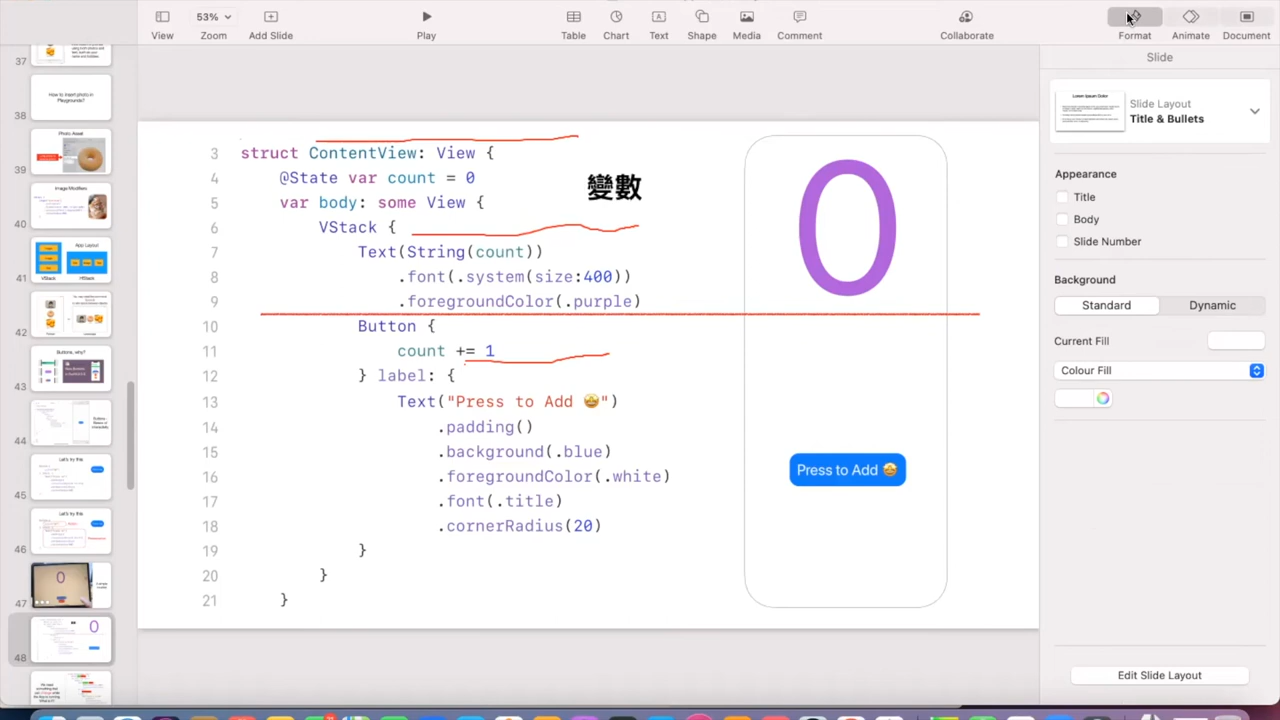 53%
View
Zoom
Add Slide
Play
Table
Chart
Text
Shape
Media
Comment
Collaborate
Format
Animate
Document
37
38
How to insert photo in
Playgrounds?
39
Photo Asset
40
Image Modifiers
41
App Layout
VStack
HStack
42
43
Buttons, why?
44
45
Let's try this
46
Let's try this
47
0
48
0
3 struct ContentView: View {
4 @State var count = 0
5 var body: some View {
6 VStack {
7 Text(String(count))
8 .font(.system(size:400))
9 .foregroundColor(.purple)
10 Button {
11 count += 1
12 } label: {
13 Text("Press to Add 🤩")
14 .padding()
15 .background(.blue)
16 .foregroundColor(.white)
17 .font(.title)
18 .cornerRadius(20)
19 }
20 }
21 }
變數
0
Press to Add 🤩
Slide
Slide Layout
Title & Bullets
Appearance
Title
Body
Slide Number
Background
Standard
Dynamic
Current Fill
Colour Fill
Edit Slide Layout